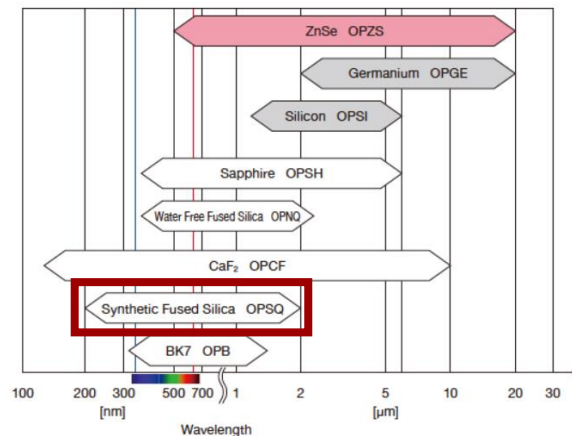 ZnSe OPZS
Germanium OPGE
Silicon OPSI
Sapphire OPSH
Water Free Fused Silica OPNQ
CaF₂ OPCF
Synthetic Fused Silica OPSQ
BK7 OPB
100 200 300 500 700 1 2 5 10 20 30
[nm] [µm]
Wavelength